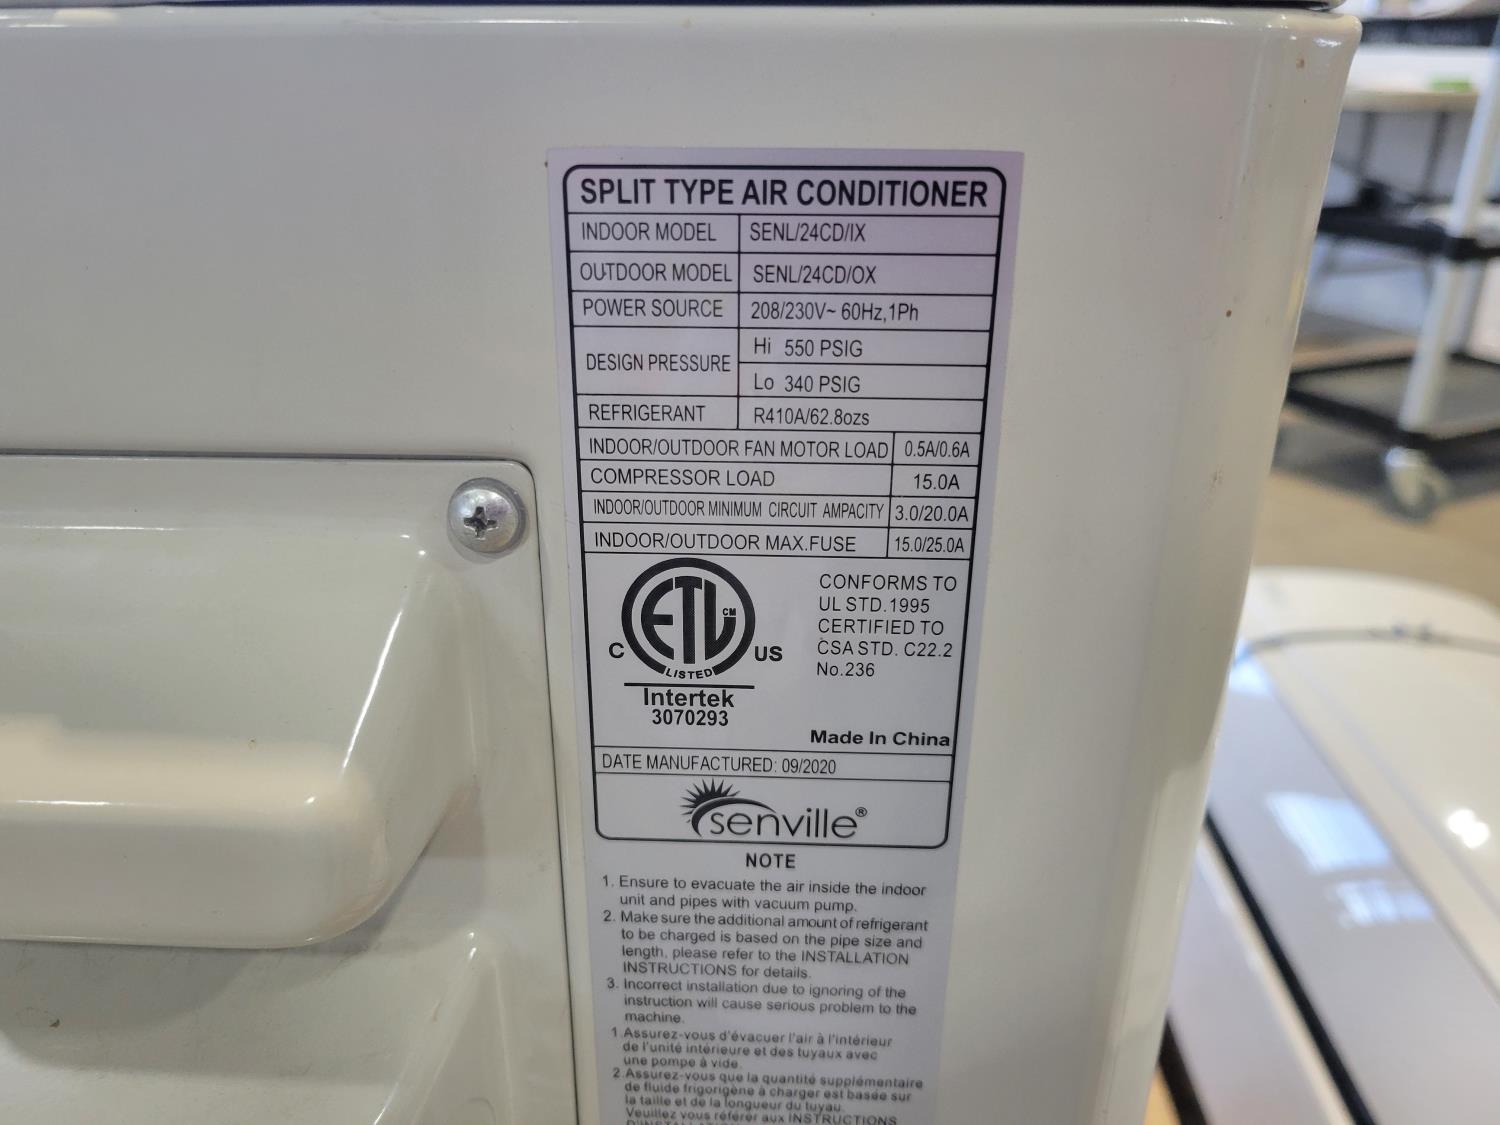 SPLIT TYPE AIR CONDITIONER
INDOOR MODEL SENL/24CD/IX
OUTDOOR MODEL SENL/24CD/OX
POWER SOURCE 208/230V~ 60Hz,1Ph
DESIGN PRESSURE Hi 550 PSIG
Lo 340 PSIG
REFRIGERANT R410A/62.8ozs
INDOOR/OUTDOOR FAN MOTOR LOAD 0.5A/0.6A
COMPRESSOR LOAD 15.0A
INDOOR/OUTDOOR MINIMUM CIRCUIT AMPACITY 3.0/20.0A
INDOOR/OUTDOOR MAX.FUSE 15.0/25.0A
ETL CM
C US
LISTED
Intertek
3070293
CONFORMS TO
UL STD.1995
CERTIFIED TO
CSA STD. C22.2
No.236
Made In China
DATE MANUFACTURED: 09/2020
senville®
NOTE
1. Ensure to evacuate the air inside the indoor
unit and pipes with vacuum pump.
2. Make sure the additional amount of refrigerant
to be charged is based on the pipe size and
length, please refer to the INSTALLATION
INSTRUCTIONS for details.
3. Incorrect installation due to ignoring of the
instruction will cause serious problem to the
machine.
1.Assurez-vous d'évacuer l'air à l'intérieur
de l'unité intérieure et des tuyaux avec
une pompe à vide.
2.Assurez-vous que la quantité supplémentaire
de fluide frigorigène à charger est basée sur
la taille et de la longueur du tuyau.
Veuillez vous référer aux INSTRUCTIONS